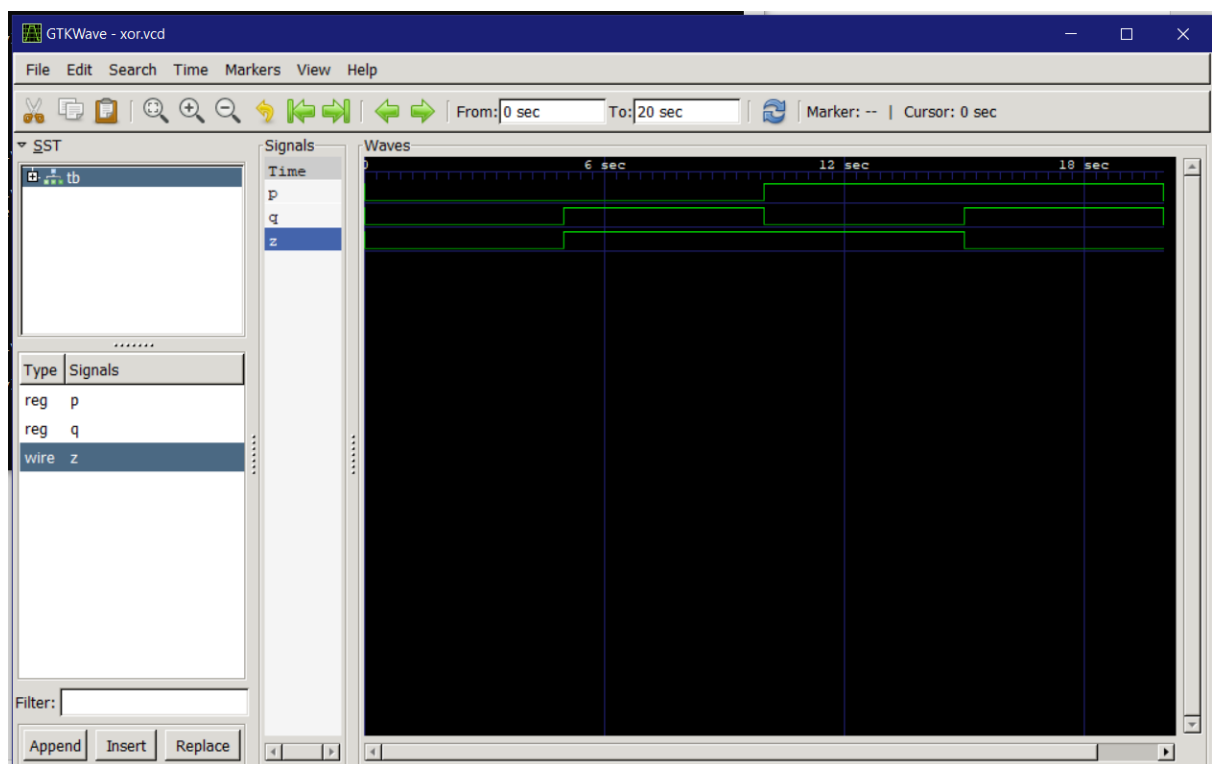 GTKWave - xor.vcd
File Edit Search Time Markers View Help
From: 0 sec To: 20 sec Marker: -- | Cursor: 0 sec
SST
tb
Type Signals
reg p
reg q
wire z
Filter:
Append Insert Replace
Signals
Time
p
q
z
Waves
0 6 sec 12 sec 18 sec